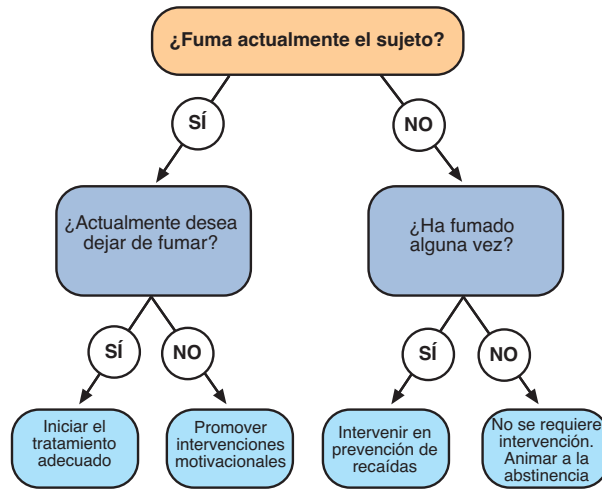 ¿Fuma actualmente el sujeto?
SÍ
NO
¿Actualmente desea
dejar de fumar?
¿Ha fumado
alguna vez?
SÍ
NO
SÍ
NO
Iniciar el
tratamiento
adecuado
Promover
intervenciones
motivacionales
Intervenir en
prevención de
recaídas
No se requiere
intervención.
Animar a la
abstinencia